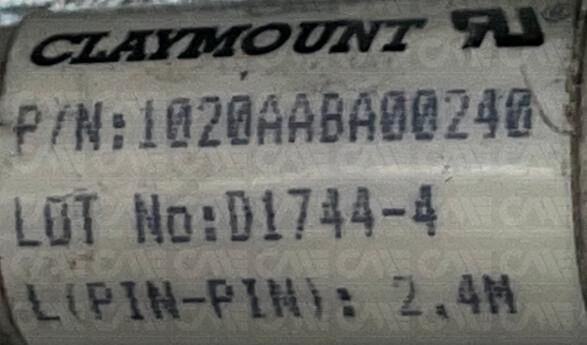 CLAYMOUNT
P/N:1020AABA00240
LOT No:D1744-4
L(PIN-PIN): 2.4M